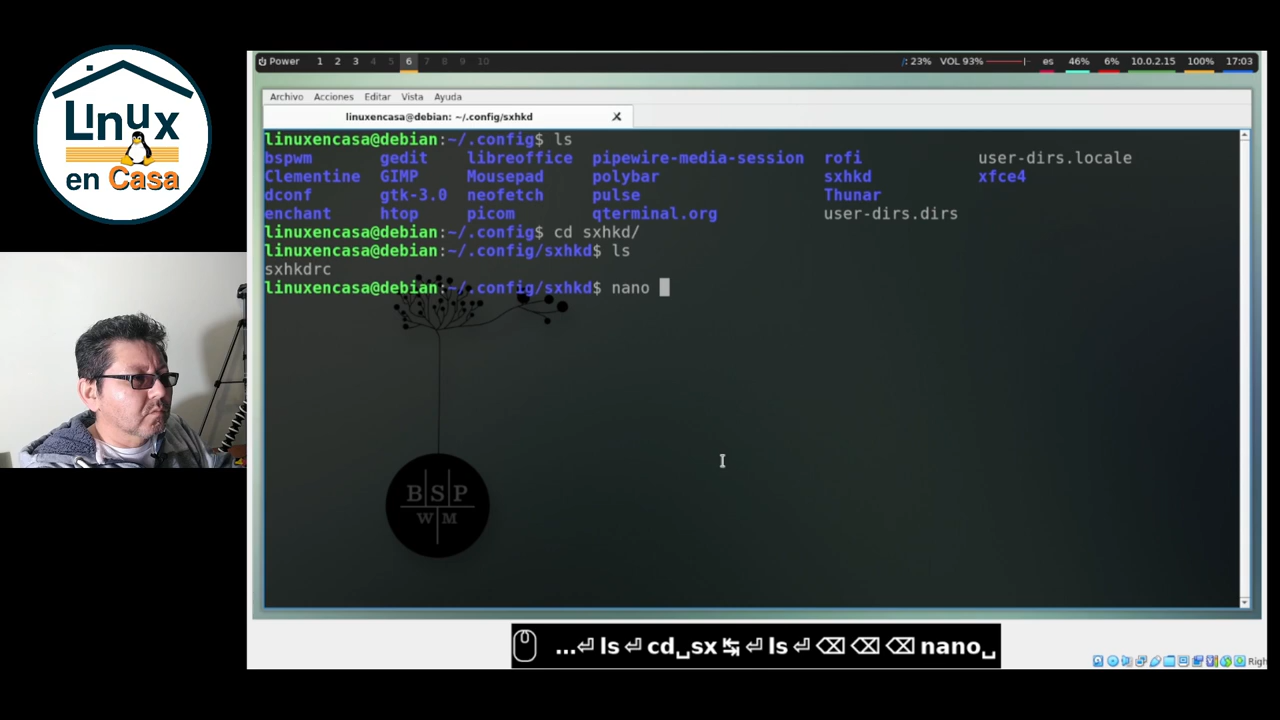 Linux
en Casa
Power 1 2 3 4 5 6 7 8 9 10 /: 23% VOL 93% es 46% 6% 10.0.2.15 100% 17:03
Archivo Acciones Editar Vista Ayuda
linuxencasa@debian: ~/.config/sxhkd X
linuxencasa@debian:~/.config$ ls
bspwm gedit libreoffice pipewire-media-session rofi user-dirs.locale
Clementine GIMP Mousepad polybar sxhkd xfce4
dconf gtk-3.0 neofetch pulse Thunar
enchant htop picom qterminal.org user-dirs.dirs
linuxencasa@debian:~/.config$ cd sxhkd/
linuxencasa@debian:~/.config/sxhkd$ ls
sxhkdrc
linuxencasa@debian:~/.config/sxhkd$ nano
BSP
WM
...⏎ ls⏎ cd␣sx ↹ ⏎ ls⏎ ⌫ ⌫ ⌫ nano␣
Righ